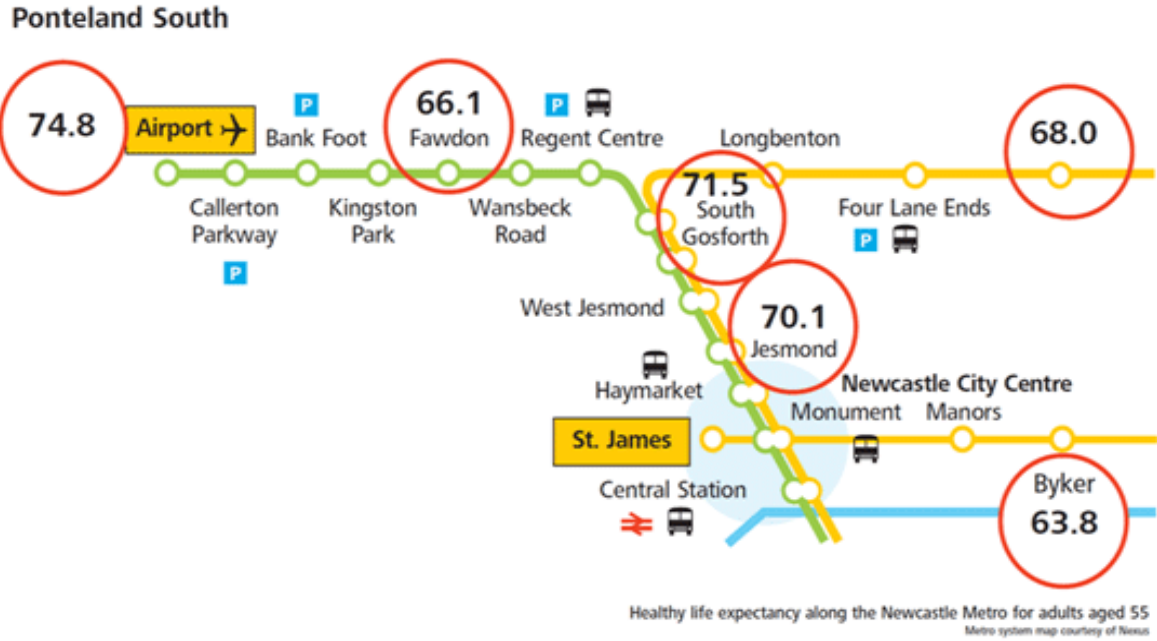 Ponteland South
74.8
Airport
P
Bank Foot
66.1
Fawdon
P
Regent Centre
Longbenton
68.0
Callerton
Parkway
P
Kingston
Park
Wansbeck
Road
71.5
South
Gosforth
Four Lane Ends
P
West Jesmond
70.1
Jesmond
Haymarket
Newcastle City Centre
Monument
Manors
St. James
Central Station
Byker
63.8
Healthy life expectancy along the Newcastle Metro for adults aged 55
Metro system map courtesy of Nexus